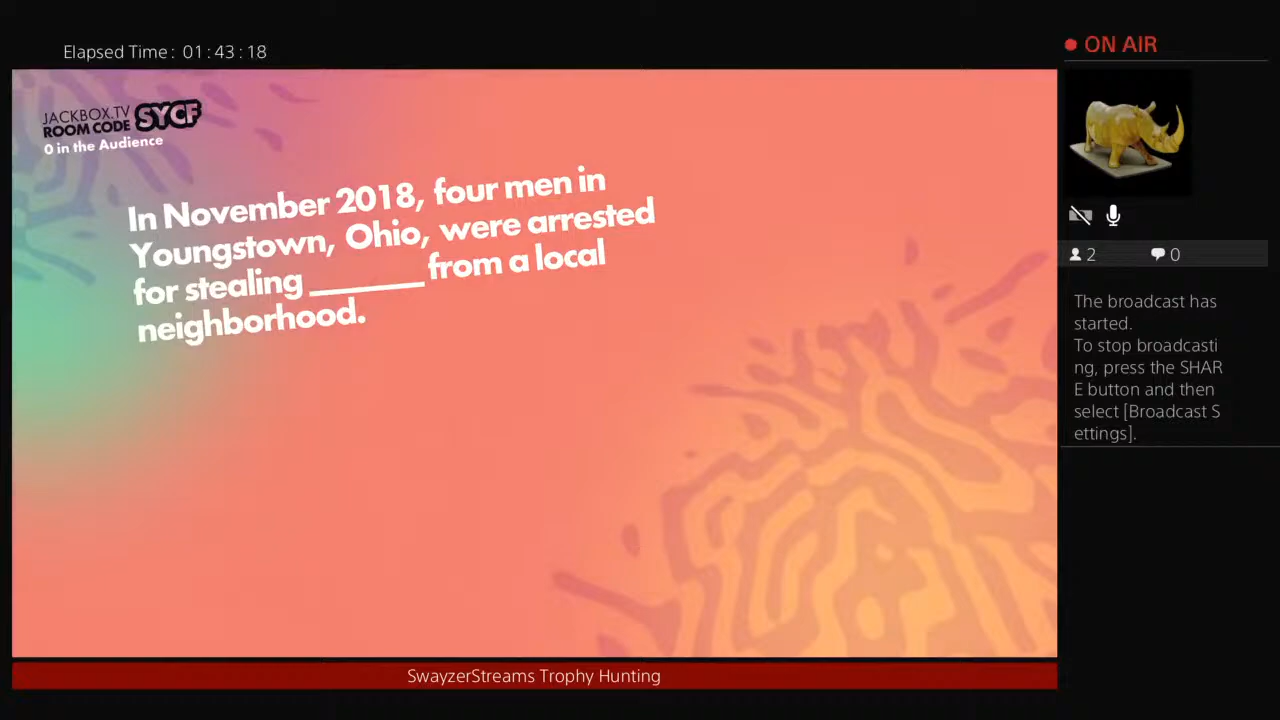 Elapsed Time: 01:43:18
ON AIR
JACKBOX.TV
ROOM CODE SYCF
0 in the Audience
In November 2018, four men in
Youngstown, Ohio, were arrested
for stealing _______ from a local
neighborhood.
2 0
The broadcast has
started.
To stop broadcasti
ng, press the SHAR
E button and then
select [Broadcast S
ettings].
SwayzerStreams Trophy Hunting